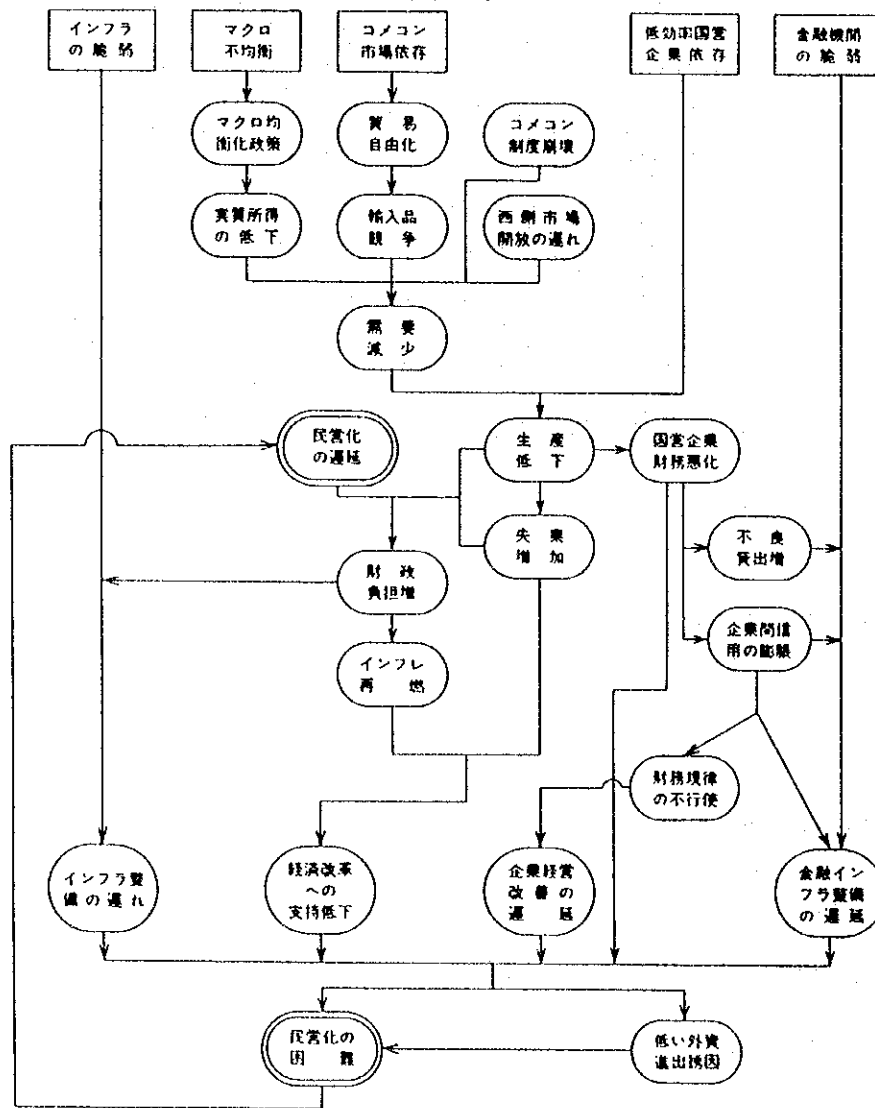 インフラ
の脆弱
マクロ
不均衡
コメコン
市場依存
低効率国営
企業依存
金融機関
の脆弱
マクロ均
衡化政策
貿易
自由化
コメコン
制度崩壊
実質所得
の低下
輸入品
競争
西側市場
開放の遅れ
需要
減少
民営化
の遅延
生産
低下
国営企業
財務悪化
失業
増加
不良
貸出増
財政
負担増
企業間信
用の膨脹
インフレ
再燃
財務規律
の不行使
インフラ整
備の遅れ
経済改革
への
支持低下
企業経営
改善の
遅延
金融イン
フラ整備
の遅延
民営化の
困難
低い外資
進出誘因